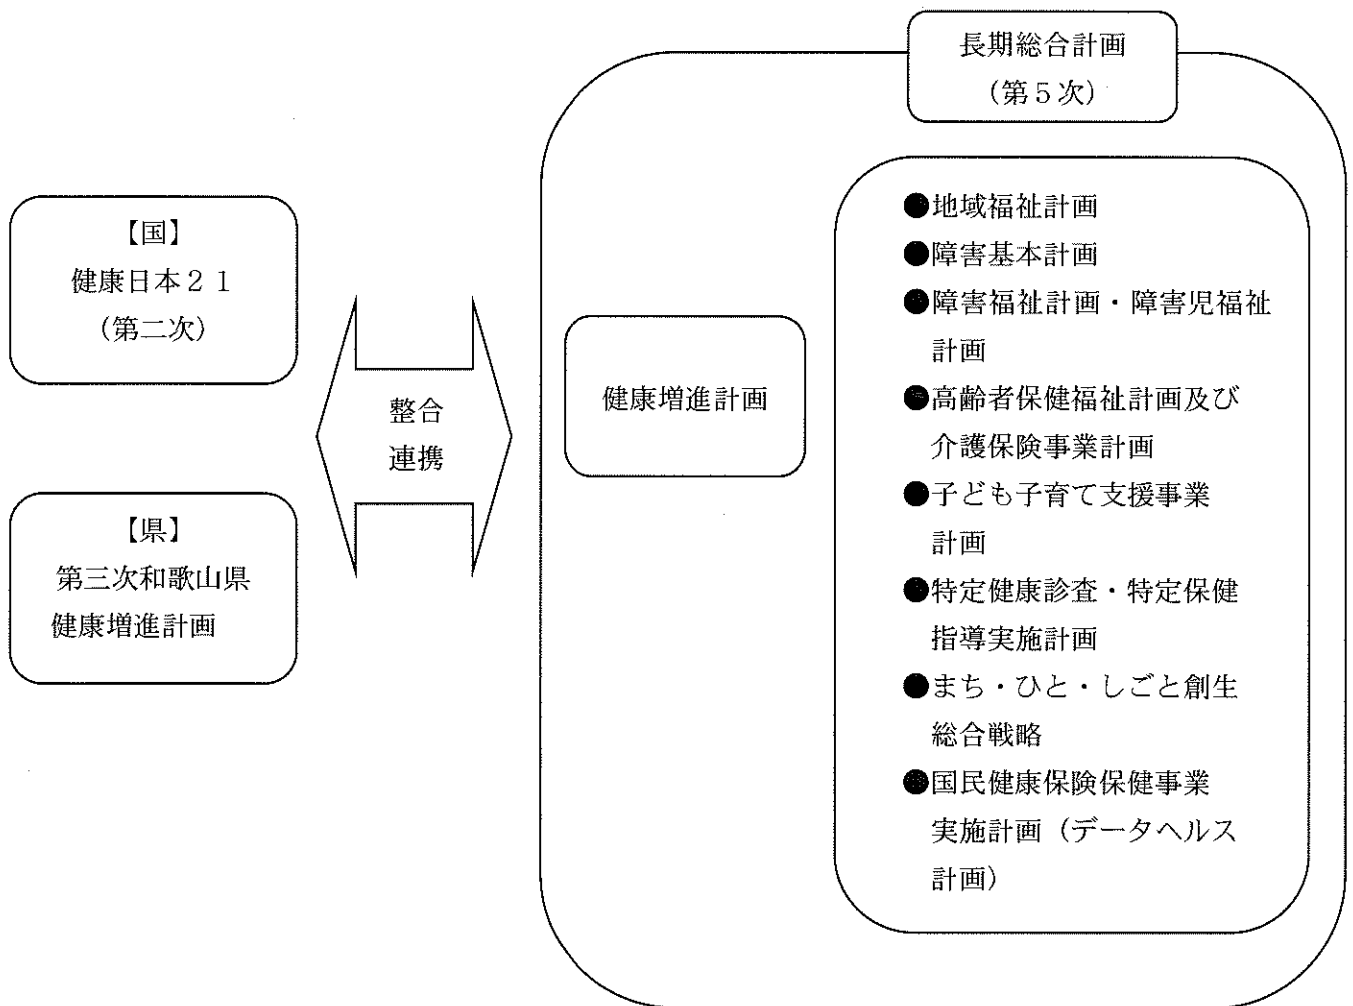 長期総合計画
（第５次）
【国】
健康日本２１
（第二次）
【県】
第三次和歌山県
健康増進計画
整合
連携
健康増進計画
●地域福祉計画
●障害基本計画
●障害福祉計画・障害児福祉
計画
●高齢者保健福祉計画及び
介護保険事業計画
●子ども子育て支援事業
計画
●特定健康診査・特定保健
指導実施計画
●まち・ひと・しごと創生
総合戦略
●国民健康保険保健事業
実施計画（データヘルス
計画）